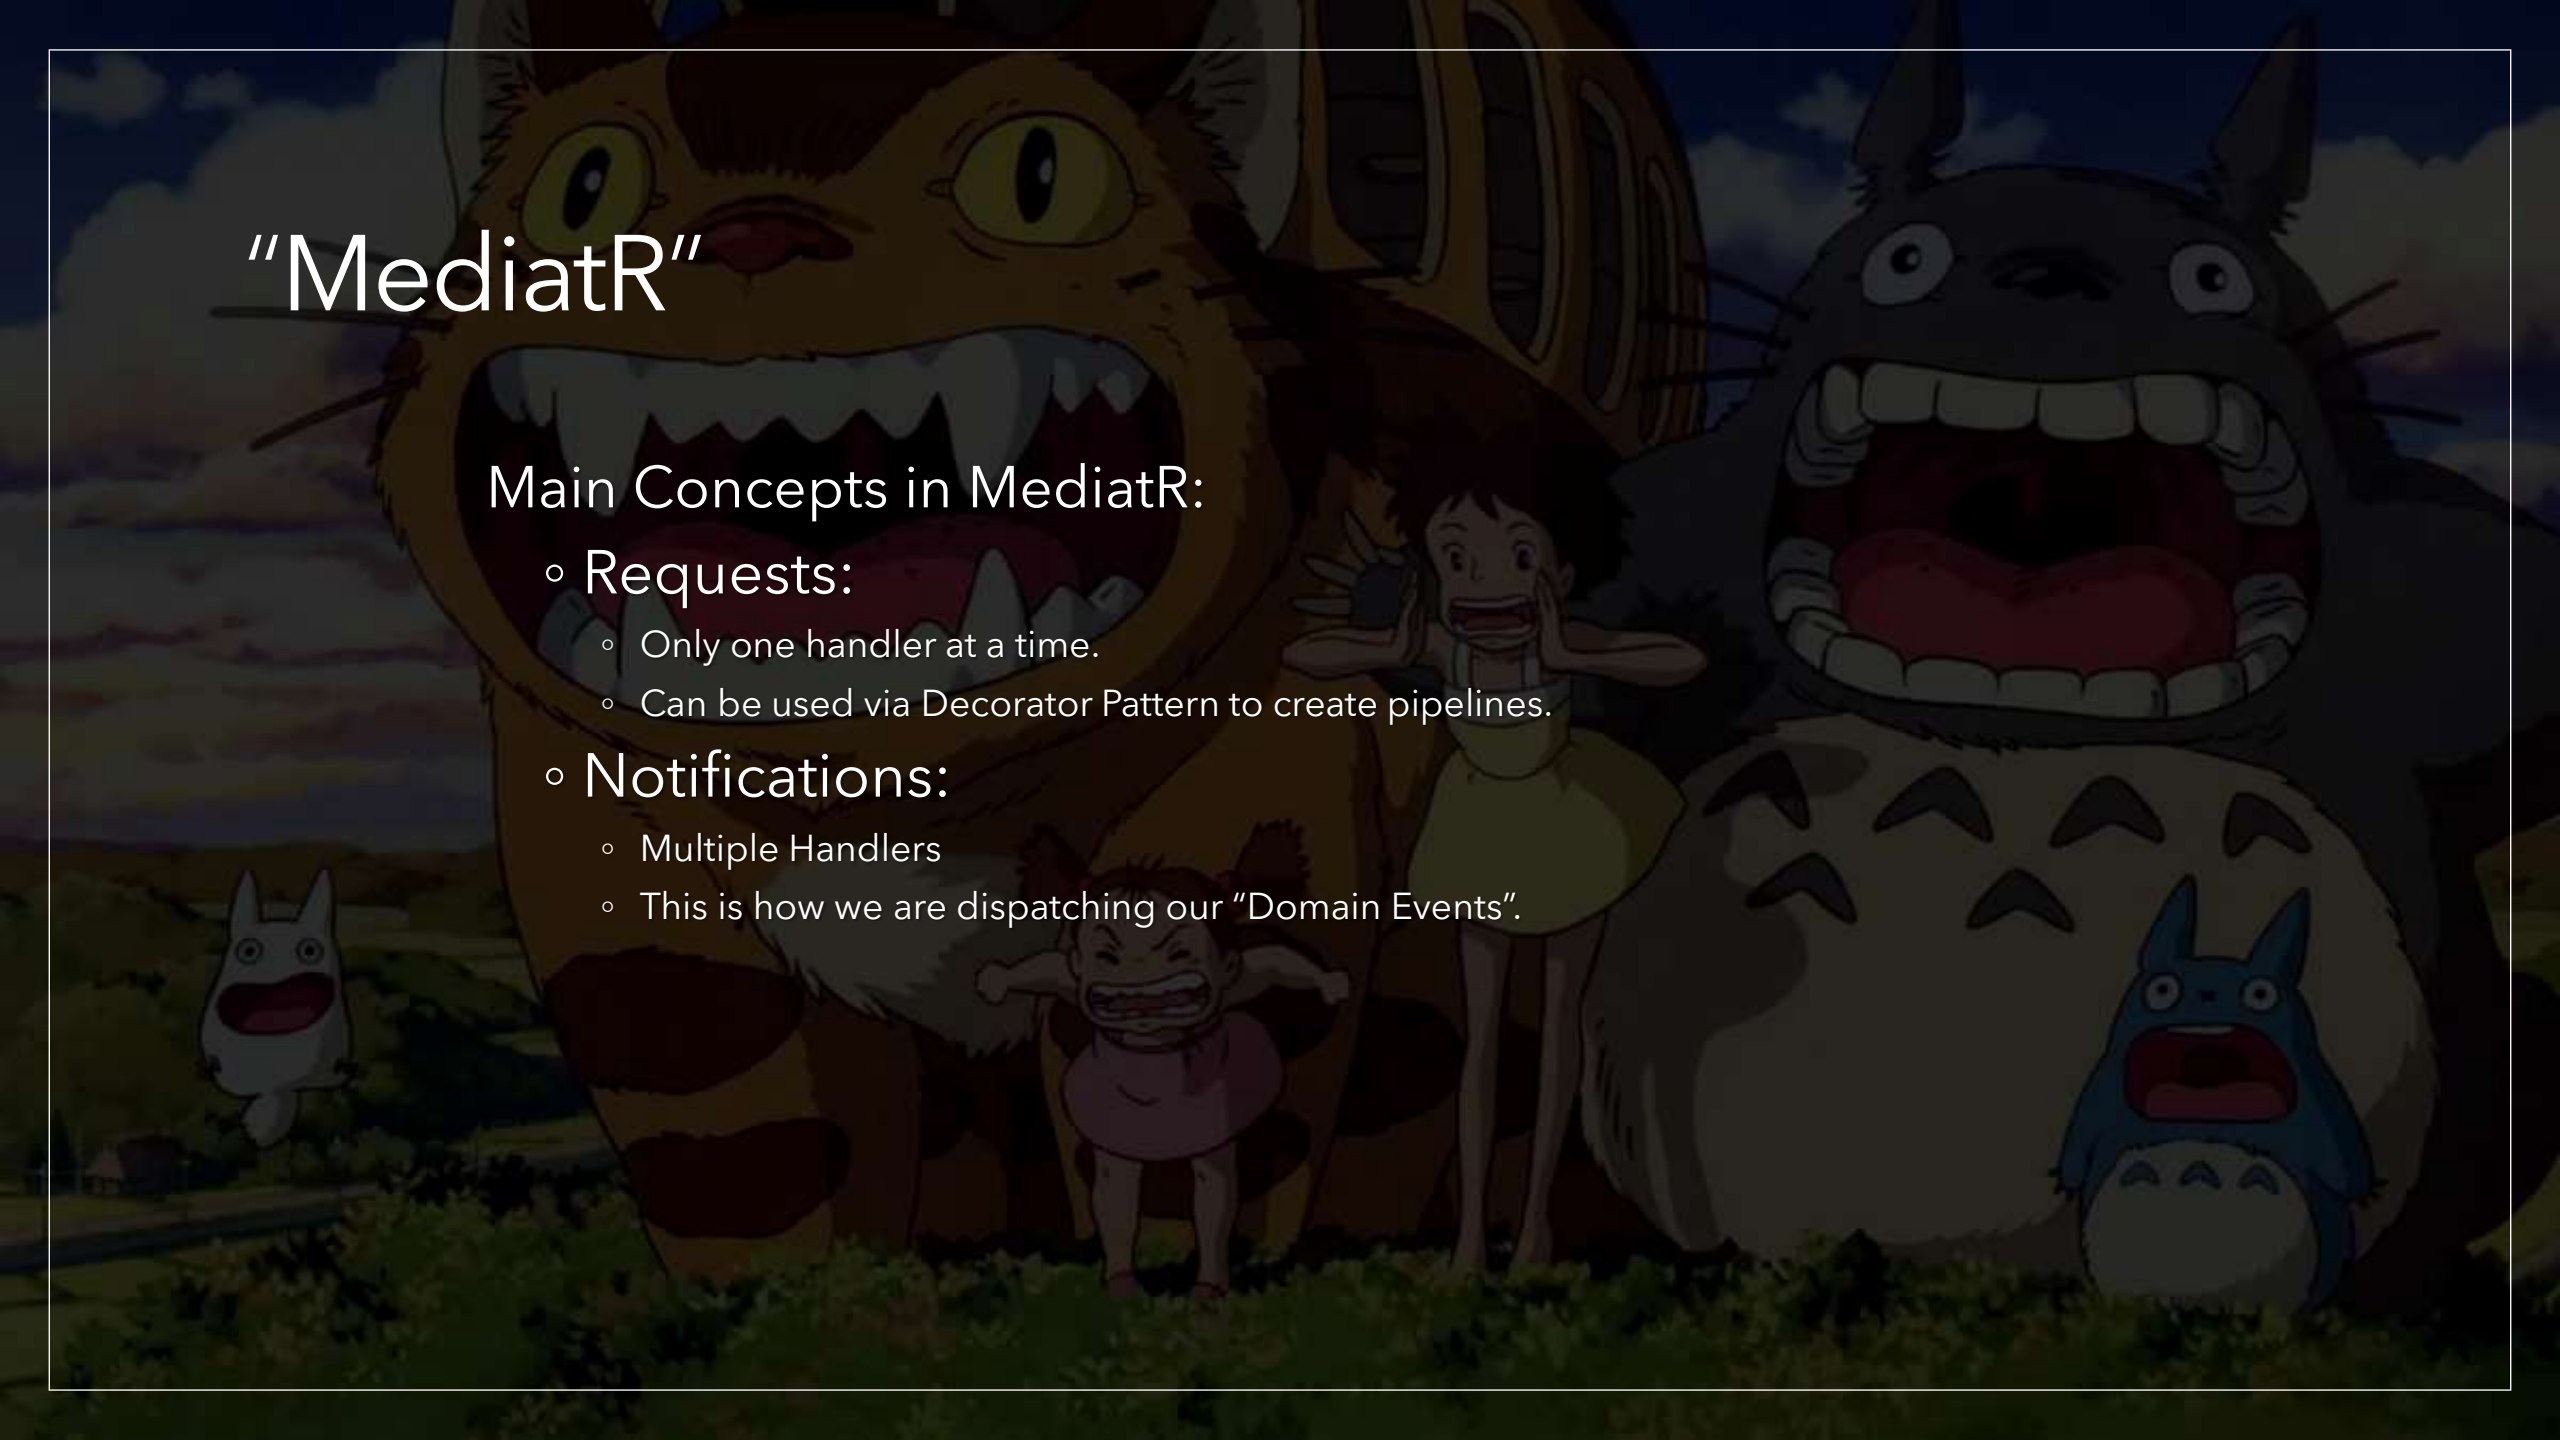 “MediatR”
Main Concepts in MediatR:
◦ Requests:
◦ Only one handler at a time.
◦ Can be used via Decorator Pattern to create pipelines.
◦ Notifications:
◦ Multiple Handlers
◦ This is how we are dispatching our “Domain Events”.